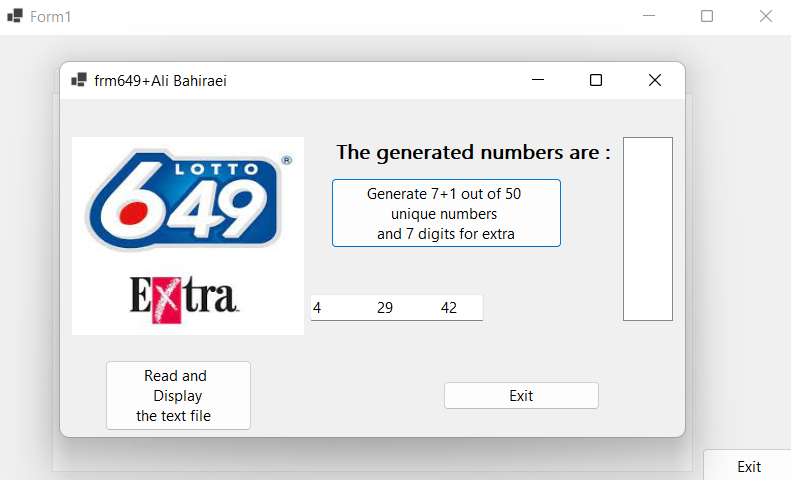 Form1
frm649+Ali Bahiraei
LOTTO ®
649
Extra
The generated numbers are :
Generate 7+1 out of 50
unique numbers
and 7 digits for extra
4 29 42
Read and
Display
the text file
Exit
Exit